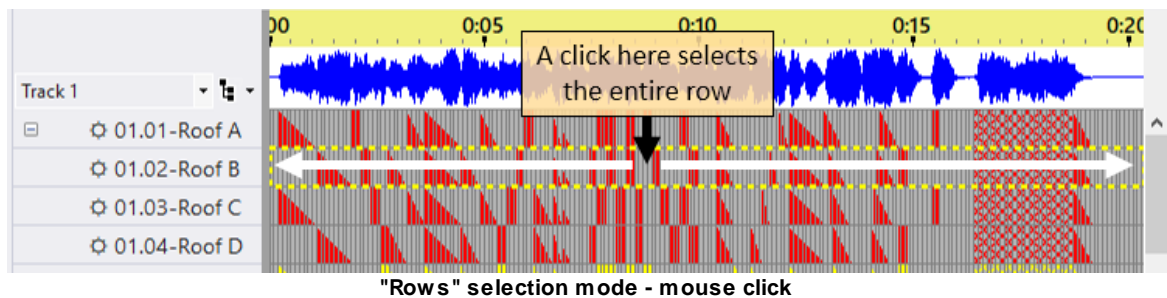 00 0:05 0:10 0:15 0:20
A click here selects
the entire row
Track 1
01.01-Roof A
01.02-Roof B
01.03-Roof C
01.04-Roof D
"Rows" selection mode - mouse click